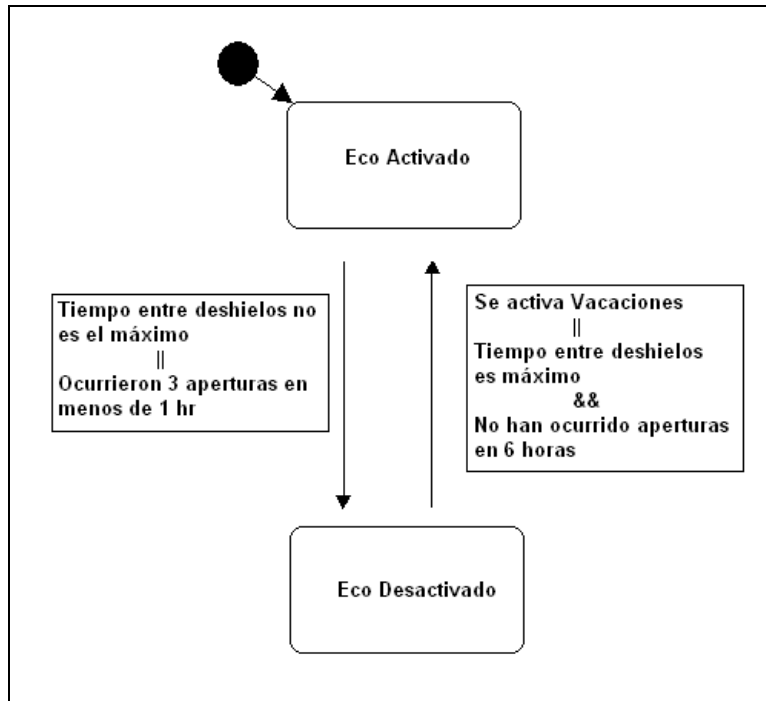 Eco Activado
Tiempo entre deshielos no
es el máximo
||
Ocurrieron 3 aperturas en
menos de 1 hr
Se activa Vacaciones
||
Tiempo entre deshielos
es máximo
&&
No han ocurrido aperturas
en 6 horas
Eco Desactivado